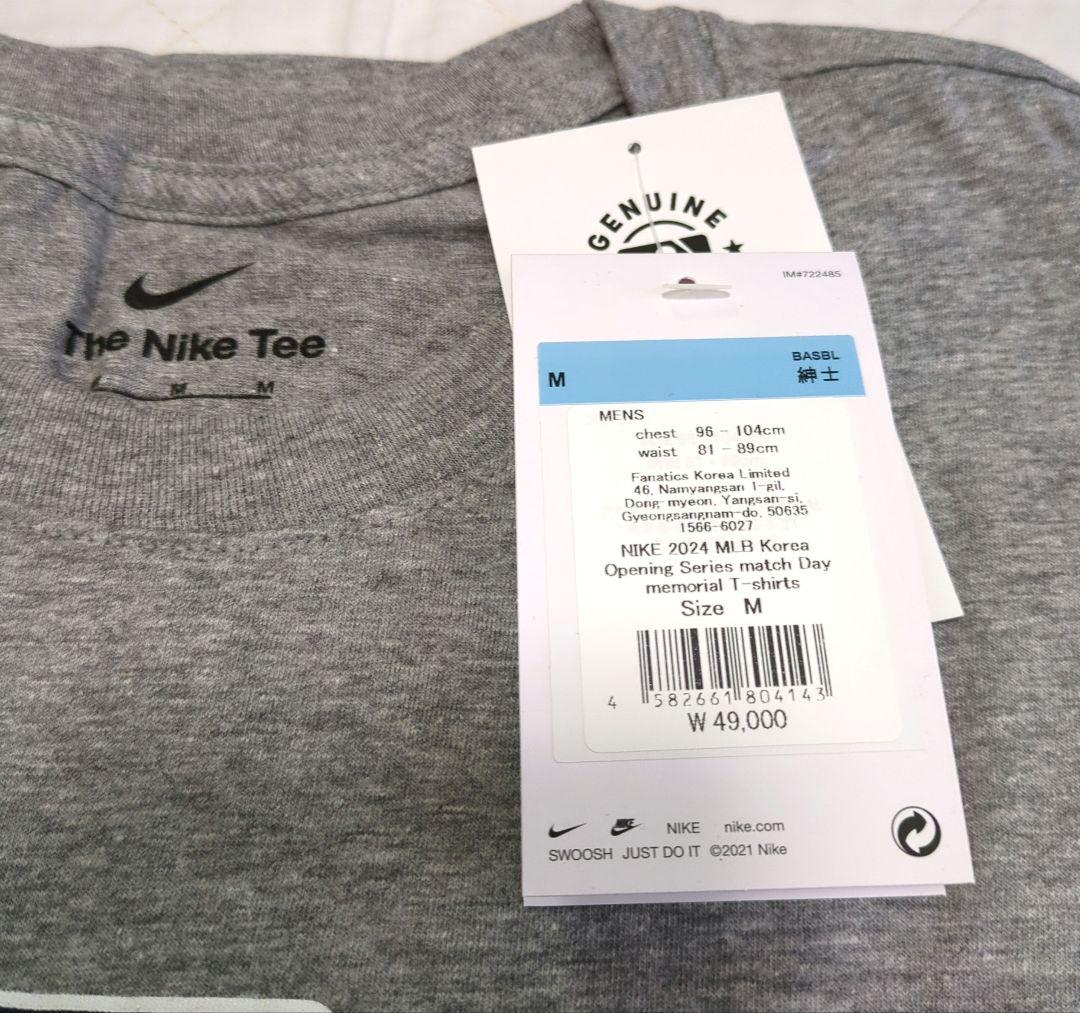 GENUINE
The Nike Tee
M
M
IM#722485
M
BASBL
紳士
MENS
chest 96 - 104cm
waist 81 - 89cm
Fanatics Korea Limited
46, Namyangsan 1-gil,
Dong-myeon, Yangsan-si,
Gyeongsangnam-do, 50635
1566-6027
NIKE 2024 MLB Korea
Opening Series match Day
memorial T-shirts
Size M
4 582661 804143
₩ 49,000
NIKE nike.com
SWOOSH JUST DO IT ©2021 Nike